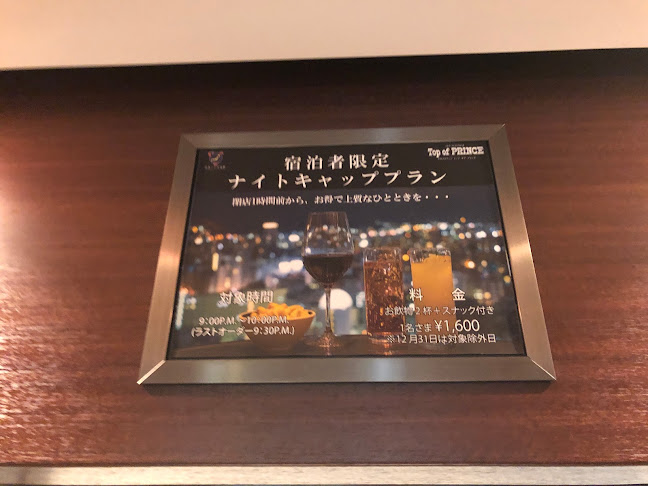 Top of PRINCE
宿泊者限定
ナイトキャッププラン
閉店1時間前から、お得で上質なひとときを・・・
対象時間
9:00P.M.～10:00P.M.
(ラストオーダー9:30P.M.)
料 金
お飲物2杯+スナック付き
1名さま ¥1,600
※12月31日は対象除外日